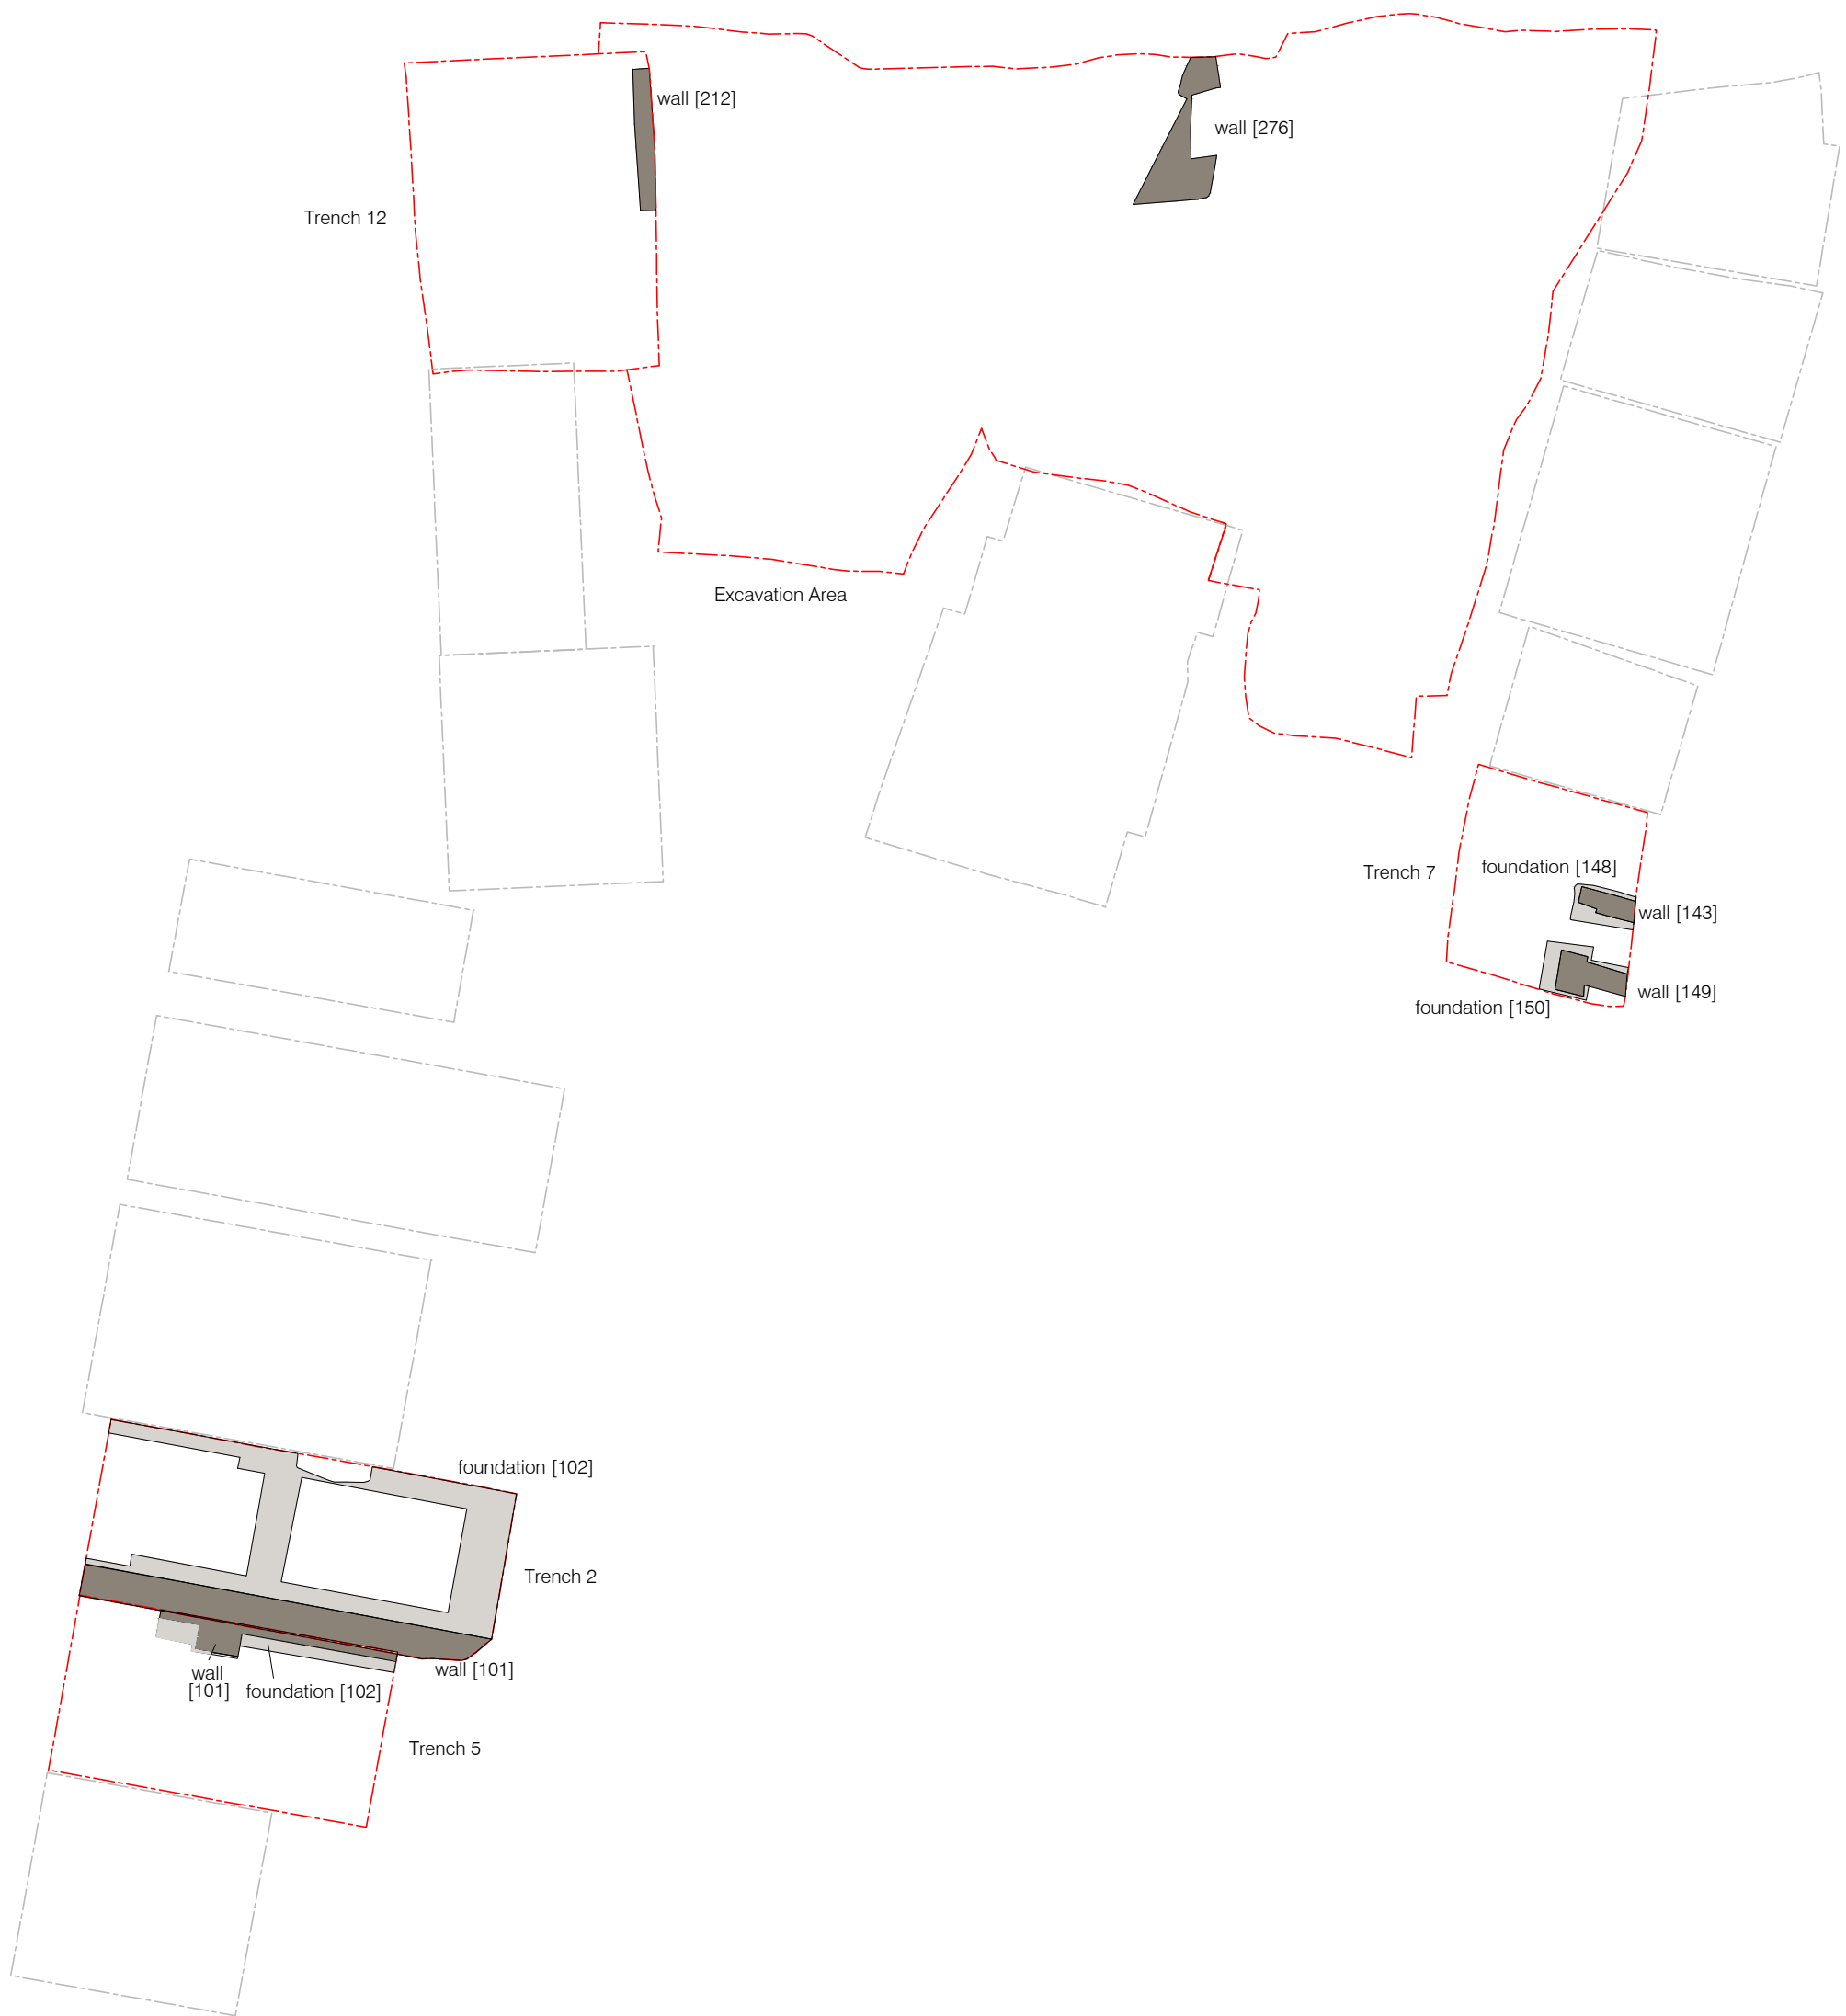 wall [212]
wall [276]
Trench 12
Excavation Area
foundation [148]
Trench 7
wall [143]
wall [149]
foundation [150]
foundation [102]
Trench 2
wall [101]
wall
[101]
foundation [102]
Trench 5